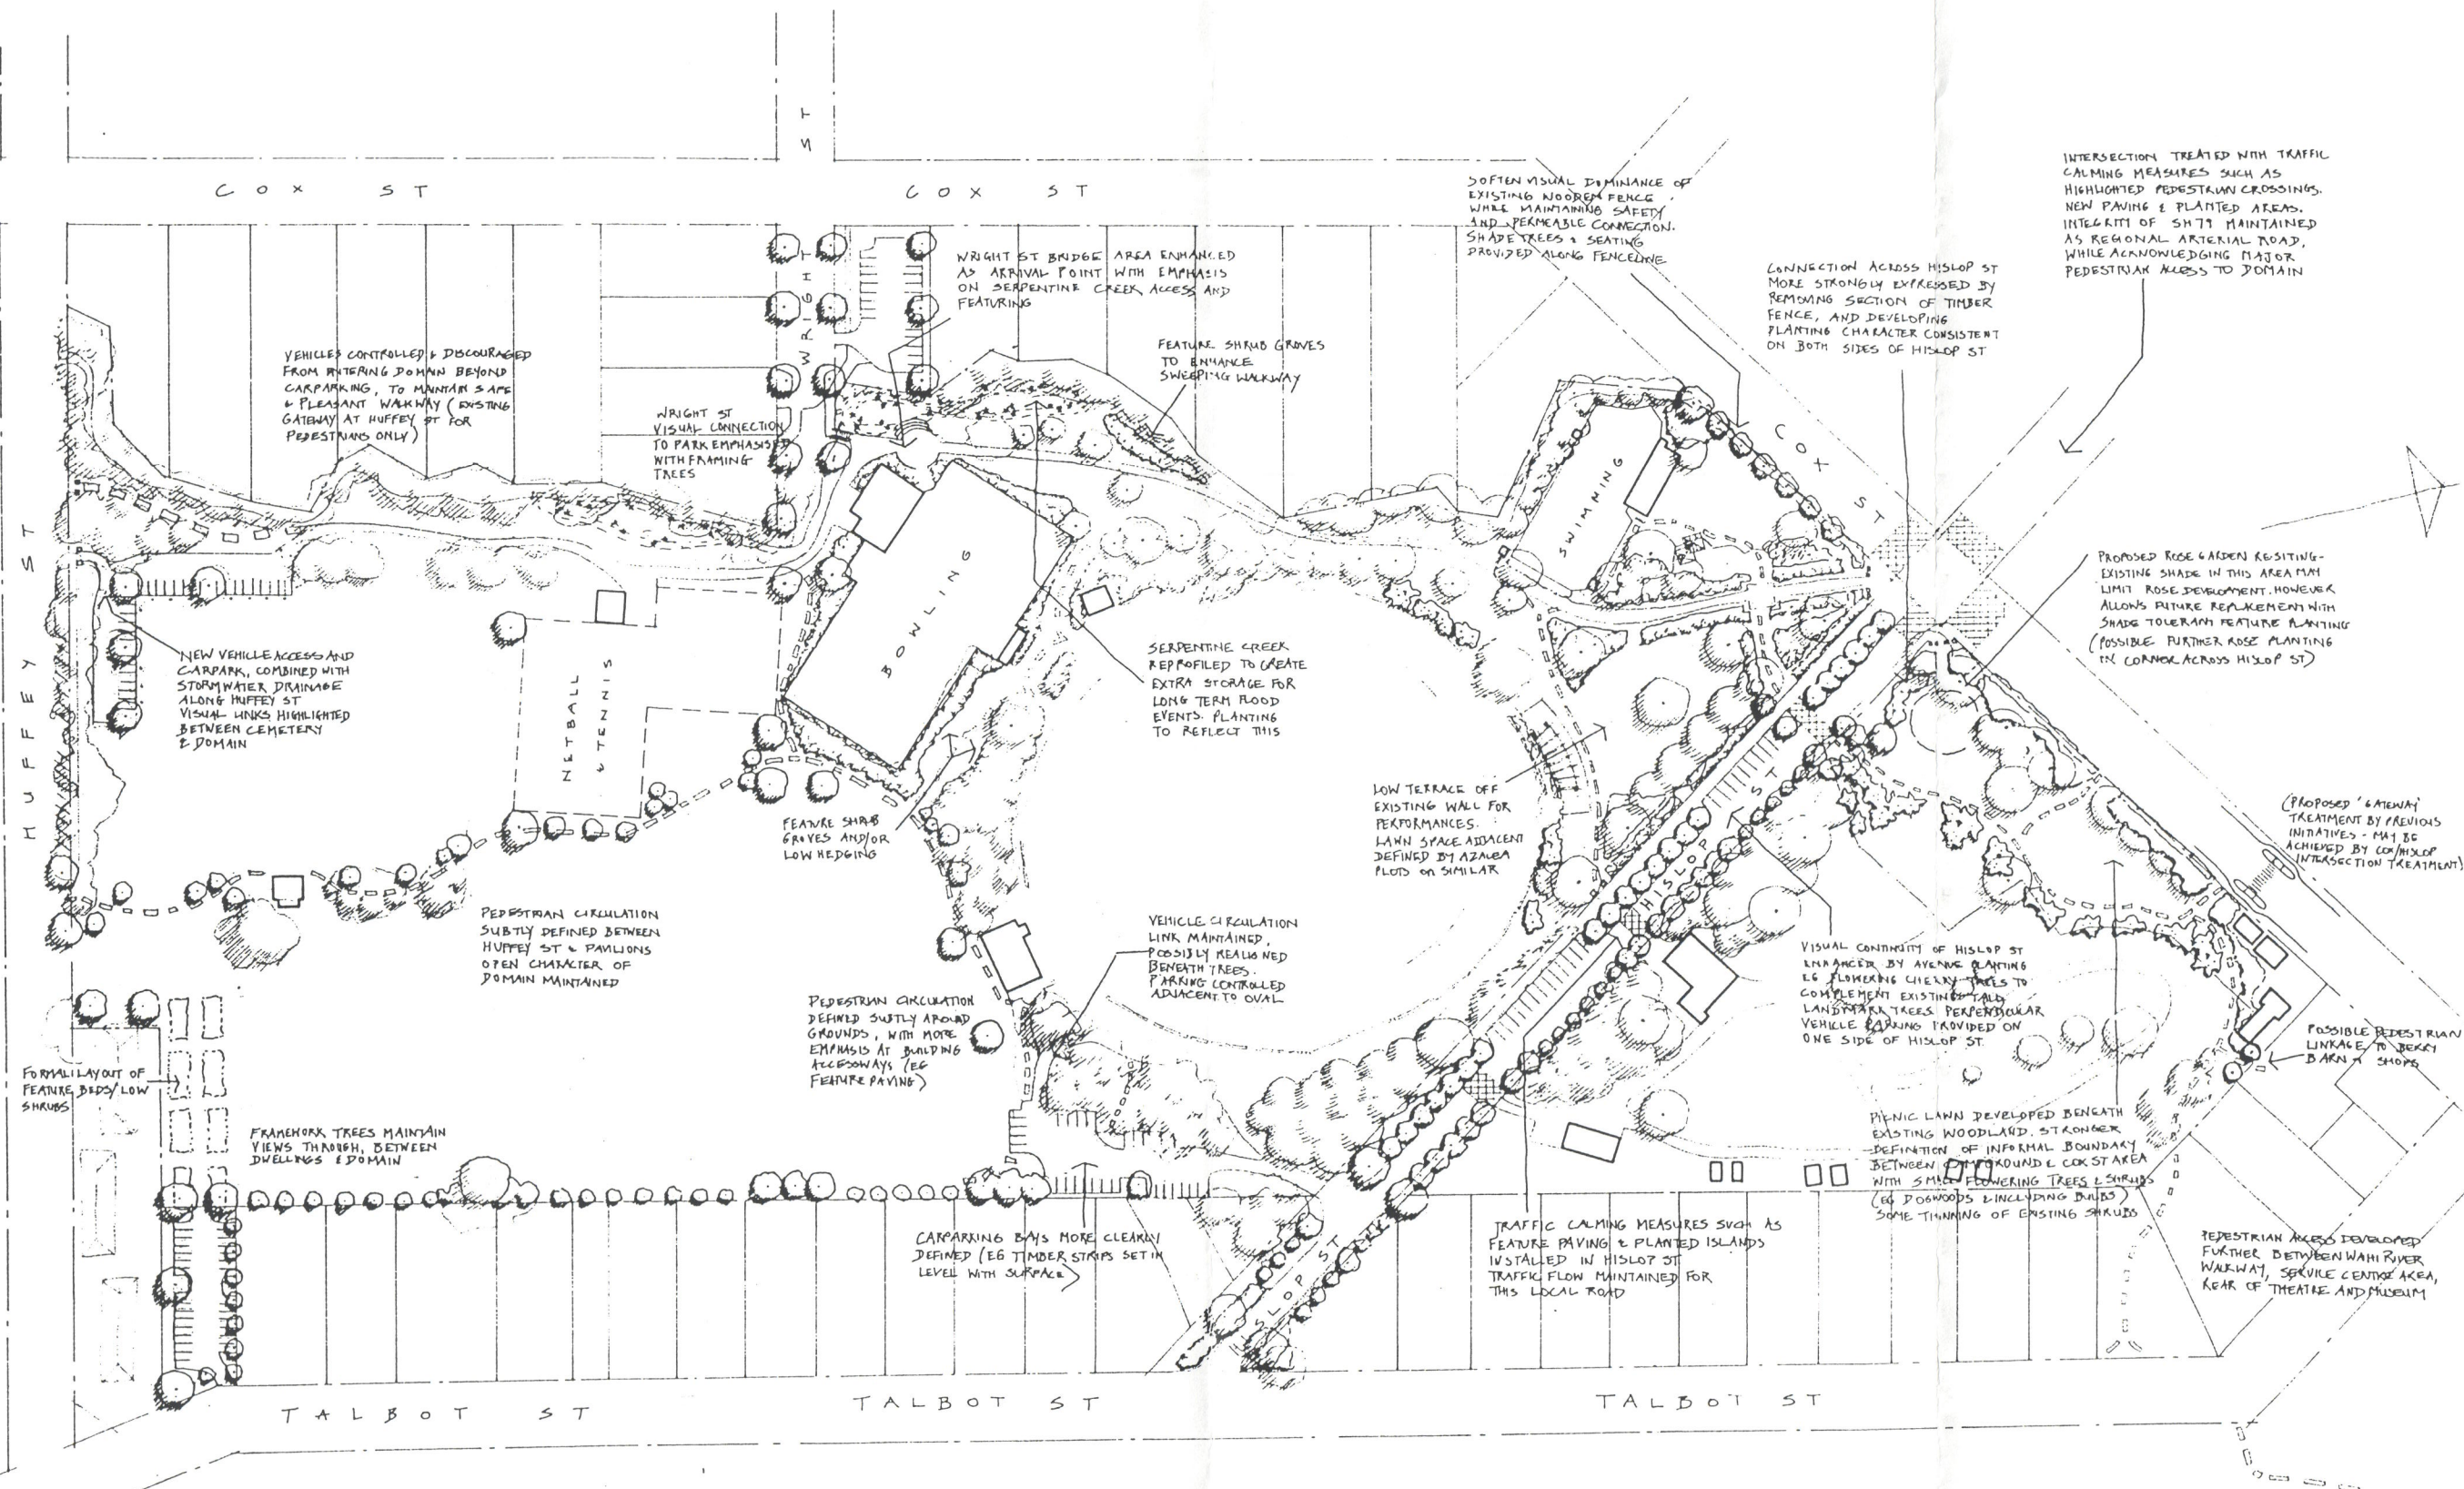 COX ST
COX ST
WRIGHT ST
HUFFEY ST
SOFTEN VISUAL DOMINANCE OF
EXISTING WOODEN FENCE
WHILE MAINTAINING SAFETY
AND PERMEABLE CONNECTION.
SHADE TREES & SEATING
PROVIDED ALONG FENCELINE
INTERSECTION TREATED WITH TRAFFIC
CALMING MEASURES SUCH AS
HIGHLIGHTED PEDESTRIAN CROSSINGS.
NEW PAVING & PLANTED AREAS.
INTEGRITY OF SH79 MAINTAINED
AS REGIONAL ARTERIAL ROAD,
WHILE ACKNOWLEDGING MAJOR
PEDESTRIAN ACCESS TO DOMAIN
WRIGHT ST BRIDGE AREA ENHANCED
AS ARRIVAL POINT WITH EMPHASIS
ON SERPENTINE CREEK ACCESS AND
FEATURING
CONNECTION ACROSS HISLOP ST
MORE STRONGLY EXPRESSED BY
REMOVING SECTION OF TIMBER
FENCE, AND DEVELOPING
PLANTING CHARACTER CONSISTENT
ON BOTH SIDES OF HISLOP ST
VEHICLES CONTROLLED & DISCOURAGED
FROM ENTERING DOMAIN BEYOND
CARPARKING, TO MAINTAIN SAFE
& PLEASANT WALKWAY (EXISTING
GATEWAY AT HUFFEY ST FOR
PEDESTRIANS ONLY)
FEATURE SHRUB GROVES
TO ENHANCE
SWEEPING WALKWAY
WRIGHT ST
VISUAL CONNECTION
TO PARK EMPHASISED
WITH FRAMING
TREES
COX ST
SWIMMING
BOWLING
NETBALL
& TENNIS
PROPOSED ROSE GARDEN RESITING-
EXISTING SHADE IN THIS AREA MAY
LIMIT ROSE DEVELOPMENT. HOWEVER
ALLOWS FUTURE REPLACEMENT WITH
SHADE TOLERANT FEATURE PLANTING
(POSSIBLE FURTHER ROSE PLANTING
IN CORNER ACROSS HISLOP ST)
NEW VEHICLE ACCESS AND
CARPARK, COMBINED WITH
STORMWATER DRAINAGE
ALONG HUFFEY ST
VISUAL LINKS HIGHLIGHTED
BETWEEN CEMETERY
& DOMAIN
SERPENTINE CREEK
REPROFILED TO CREATE
EXTRA STORAGE FOR
LONG TERM FLOOD
EVENTS. PLANTING
TO REFLECT THIS
LOW TERRACE OFF
EXISTING WALL FOR
PERFORMANCES.
LAWN SPACE ADJACENT
DEFINED BY AZALEA
PLOTS OR SIMILAR
FEATURE SHRUB
GROVES AND/OR
LOW HEDGING
HISLOP ST
(PROPOSED 'GATEWAY'
TREATMENT BY PREVIOUS
INITIATIVES - MAY BE
ACHIEVED BY COX/HISLOP
INTERSECTION TREATMENT)
PEDESTRIAN CIRCULATION
SUBTLY DEFINED BETWEEN
HUFFEY ST & PAVILIONS
OPEN CHARACTER OF
DOMAIN MAINTAINED
VEHICLE CIRCULATION
LINK MAINTAINED,
POSSIBLY REALIGNED
BENEATH TREES.
PARKING CONTROLLED
ADJACENT TO OVAL
PEDESTRIAN CIRCULATION
DEFINED SUBTLY AROUND
GROUNDS, WITH MORE
EMPHASIS AT BUILDING
ACCESSWAYS (EG
FEATURE PAVING)
VISUAL CONTINUITY OF HISLOP ST
ENHANCED BY AVENUE PLANTING
EG FLOWERING CHERRY TREES TO
COMPLEMENT EXISTING TALL
LANDMARK TREES. PERPENDICULAR
VEHICLE PARKING PROVIDED ON
ONE SIDE OF HISLOP ST
POSSIBLE PEDESTRIAN
LINKAGE TO BERRY
BARN & SHOPS
FORMAL LAYOUT OF
FEATURE BEDS/LOW
SHRUBS
FRAMEWORK TREES MAINTAIN
VIEWS THROUGH, BETWEEN
DWELLINGS & DOMAIN
PICNIC LAWN DEVELOPED BENEATH
EXISTING WOODLAND. STRONGER
DEFINITION OF INFORMAL BOUNDARY
BETWEEN CAMPGROUND & COX ST AREA
WITH SMALL FLOWERING TREES & SHRUBS
(EG DOGWOODS & INCLUDING BULBS)
SOME THINNING OF EXISTING SHRUBS
CARPARKING BAYS MORE CLEARLY
DEFINED (EG TIMBER STRIPS SET IN
LEVEL WITH SURFACE)
TRAFFIC CALMING MEASURES SUCH AS
FEATURE PAVING & PLANTED ISLANDS
INSTALLED IN HISLOP ST
TRAFFIC FLOW MAINTAINED FOR
THIS LOCAL ROAD
PEDESTRIAN ACCESS DEVELOPED
FURTHER BETWEEN WAIHI RIVER
WALKWAY, SERVICE CENTRE AREA,
REAR OF THEATRE AND MUSEUM
HISLOP ST
TALBOT ST
TALBOT ST
TALBOT ST